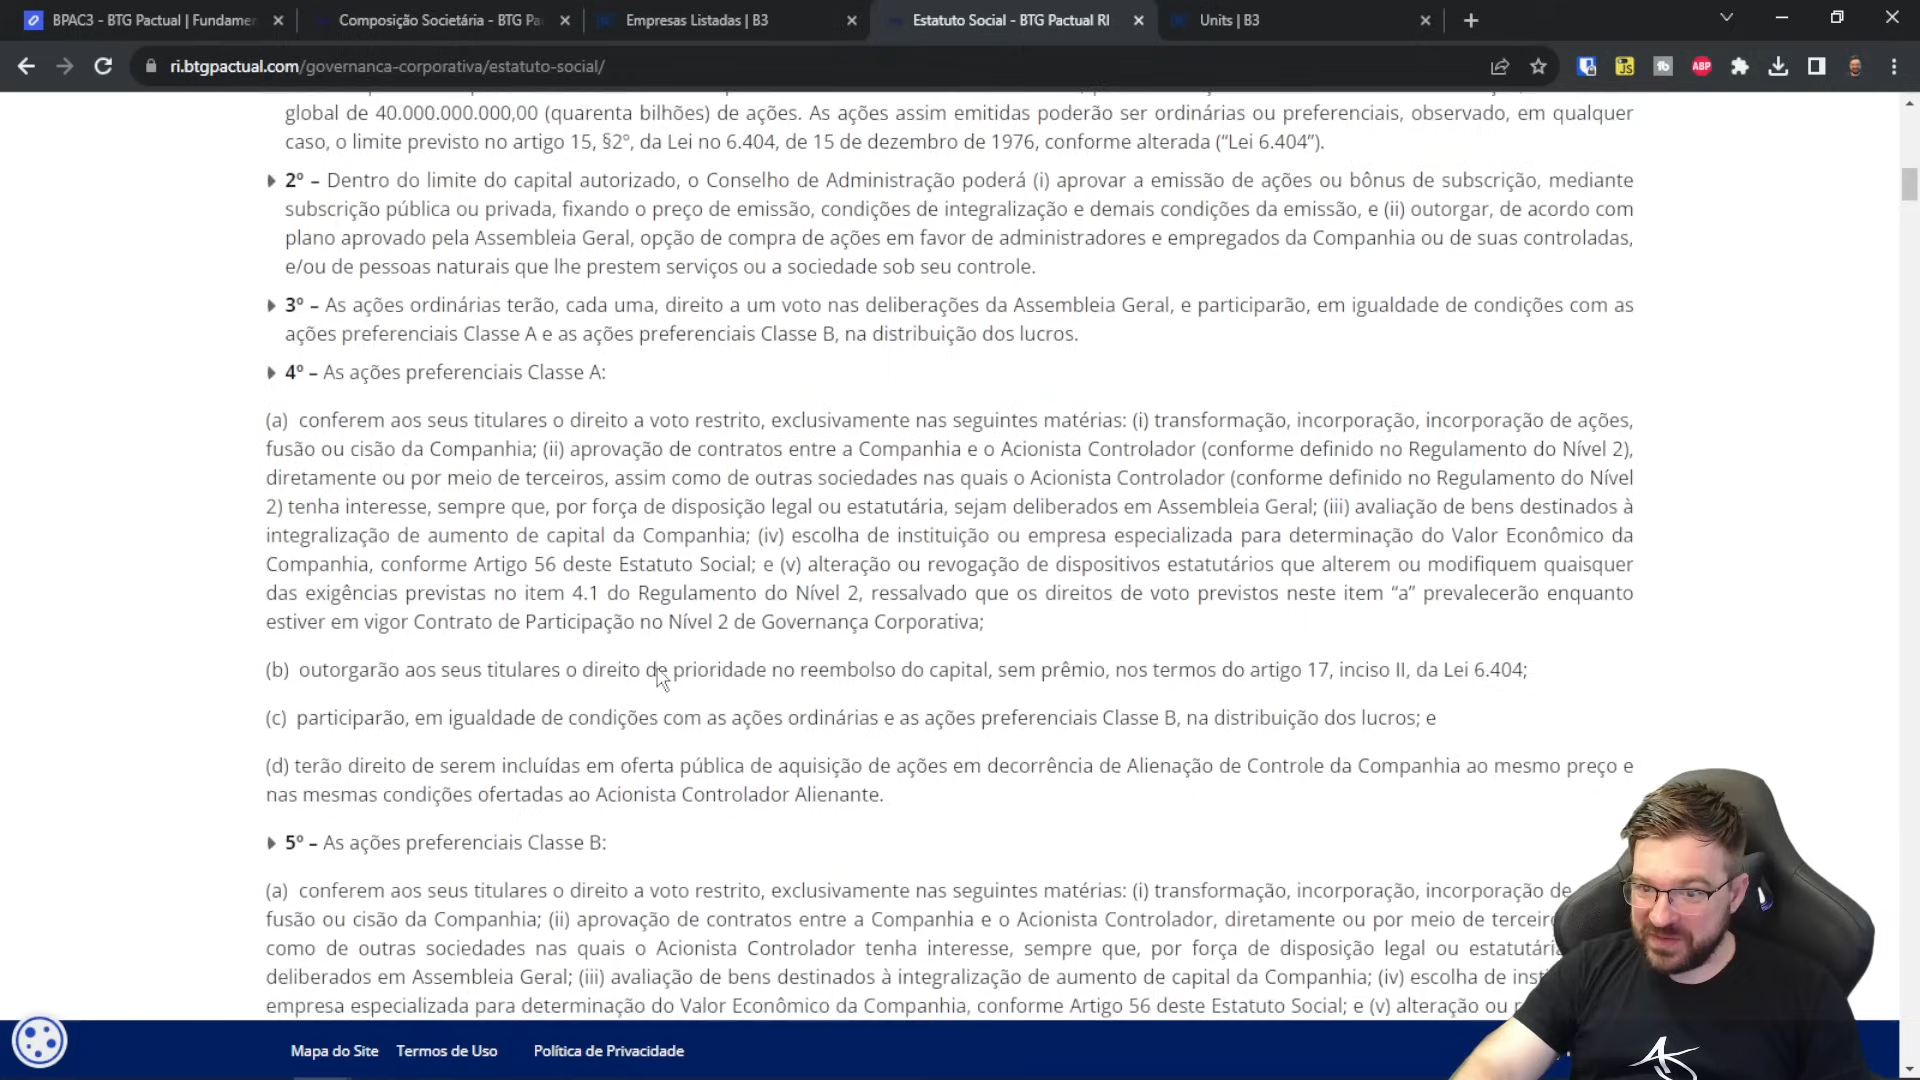 BPAC3 - BTG Pactual | Fundamen
Composição Societária - BTG Pa
Empresas Listadas | B3
Estatuto Social - BTG Pactual RI
Units | B3
ri.btgpactual.com/governanca-corporativa/estatuto-social/
JS
ABP
global de 40.000.000.000,00 (quarenta bilhões) de ações. As ações assim emitidas poderão ser ordinárias ou preferenciais, observado, em qualquer
caso, o limite previsto no artigo 15, §2º, da Lei no 6.404, de 15 de dezembro de 1976, conforme alterada (“Lei 6.404”).
2º – Dentro do limite do capital autorizado, o Conselho de Administração poderá (i) aprovar a emissão de ações ou bônus de subscrição, mediante
subscrição pública ou privada, fixando o preço de emissão, condições de integralização e demais condições da emissão, e (ii) outorgar, de acordo com
plano aprovado pela Assembleia Geral, opção de compra de ações em favor de administradores e empregados da Companhia ou de suas controladas,
e/ou de pessoas naturais que lhe prestem serviços ou a sociedade sob seu controle.
3º – As ações ordinárias terão, cada uma, direito a um voto nas deliberações da Assembleia Geral, e participarão, em igualdade de condições com as
ações preferenciais Classe A e as ações preferenciais Classe B, na distribuição dos lucros.
4º – As ações preferenciais Classe A:
(a) conferem aos seus titulares o direito a voto restrito, exclusivamente nas seguintes matérias: (i) transformação, incorporação, incorporação de ações,
fusão ou cisão da Companhia; (ii) aprovação de contratos entre a Companhia e o Acionista Controlador (conforme definido no Regulamento do Nível 2),
diretamente ou por meio de terceiros, assim como de outras sociedades nas quais o Acionista Controlador (conforme definido no Regulamento do Nível
2) tenha interesse, sempre que, por força de disposição legal ou estatutária, sejam deliberados em Assembleia Geral; (iii) avaliação de bens destinados à
integralização de aumento de capital da Companhia; (iv) escolha de instituição ou empresa especializada para determinação do Valor Econômico da
Companhia, conforme Artigo 56 deste Estatuto Social; e (v) alteração ou revogação de dispositivos estatutários que alterem ou modifiquem quaisquer
das exigências previstas no item 4.1 do Regulamento do Nível 2, ressalvado que os direitos de voto previstos neste item “a” prevalecerão enquanto
estiver em vigor Contrato de Participação no Nível 2 de Governança Corporativa;
(b) outorgarão aos seus titulares o direito de prioridade no reembolso do capital, sem prêmio, nos termos do artigo 17, inciso II, da Lei 6.404;
(c) participarão, em igualdade de condições com as ações ordinárias e as ações preferenciais Classe B, na distribuição dos lucros; e
(d) terão direito de serem incluídas em oferta pública de aquisição de ações em decorrência de Alienação de Controle da Companhia ao mesmo preço e
nas mesmas condições ofertadas ao Acionista Controlador Alienante.
5º – As ações preferenciais Classe B:
(a) conferem aos seus titulares o direito a voto restrito, exclusivamente nas seguintes matérias: (i) transformação, incorporação, incorporação de
fusão ou cisão da Companhia; (ii) aprovação de contratos entre a Companhia e o Acionista Controlador, diretamente ou por meio de terceiro
como de outras sociedades nas quais o Acionista Controlador tenha interesse, sempre que, por força de disposição legal ou estatutária
deliberados em Assembleia Geral; (iii) avaliação de bens destinados à integralização de aumento de capital da Companhia; (iv) escolha de inst
empresa especializada para determinação do Valor Econômico da Companhia, conforme Artigo 56 deste Estatuto Social; e (v) alteração ou
Mapa do Site
Termos de Uso
Política de Privacidade